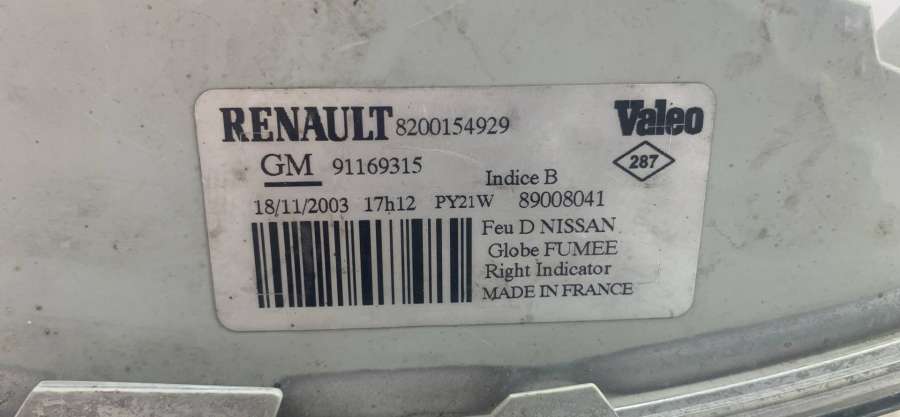 RENAULT 8200154929 Valeo
GM 91169315 Indice B 287
18/11/2003 17h12 PY21W 89008041
Feu D NISSAN
Globe FUMEE
Right Indicator
MADE IN FRANCE